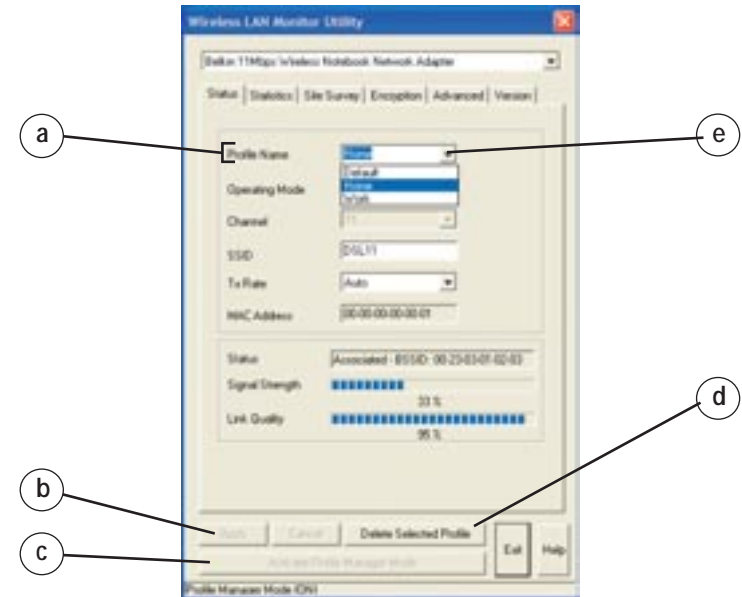 Wireless LAN Monitor Utility
Belkin 11Mbps Wireless Notebook Network Adapter
Status Statistics Site Survey Encryption Advanced Version
a
e
Profile Name Home
Default
Operating Mode Home
Work
Channel 11
SSID DSL11
Tx Rate Auto
MAC Address 00-00-00-00-00-01
Status Associated - BSSID: 00-23-03-01-02-03
Signal Strength
33 %
d
Link Quality
95 %
b
Apply Cancel Delete Selected Profile
c
Activate Profile Manager Mode Exit Help
Profile Manager Mode (ON)